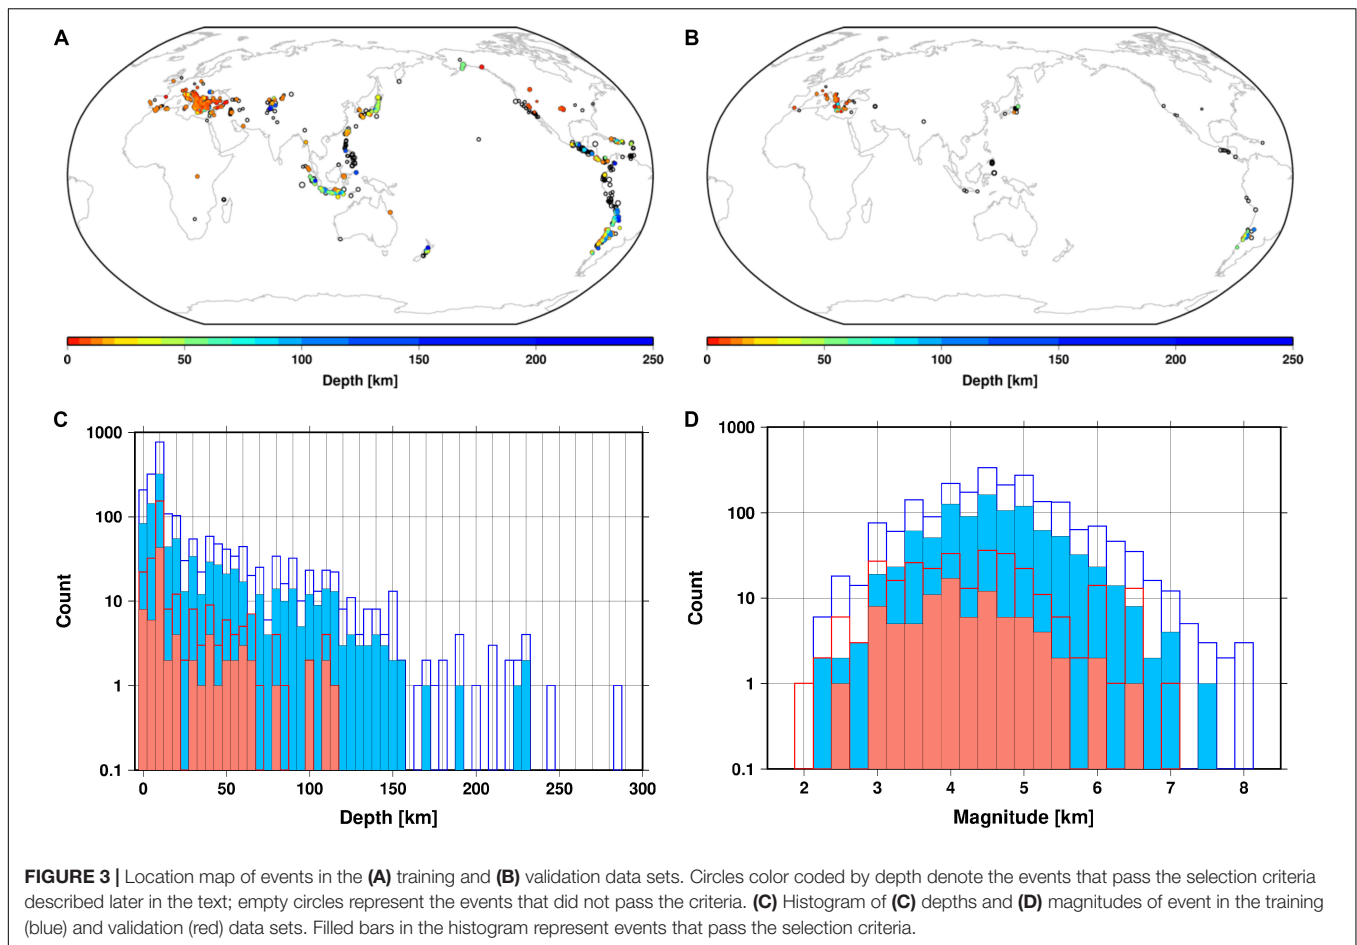 A
B
0 50 100 150 200 250
Depth [km]
0 50 100 150 200 250
Depth [km]
C
1000
100
10
1
0.1
Count
0 50 100 150 200 250 300
Depth [km]
D
1000
100
10
1
0.1
Count
2 3 4 5 6 7 8
Magnitude [km]
FIGURE 3 | Location map of events in the (A) training and (B) validation data sets. Circles color coded by depth denote the events that pass the selection criteria
described later in the text; empty circles represent the events that did not pass the criteria. (C) Histogram of (C) depths and (D) magnitudes of event in the training
(blue) and validation (red) data sets. Filled bars in the histogram represent events that pass the selection criteria.